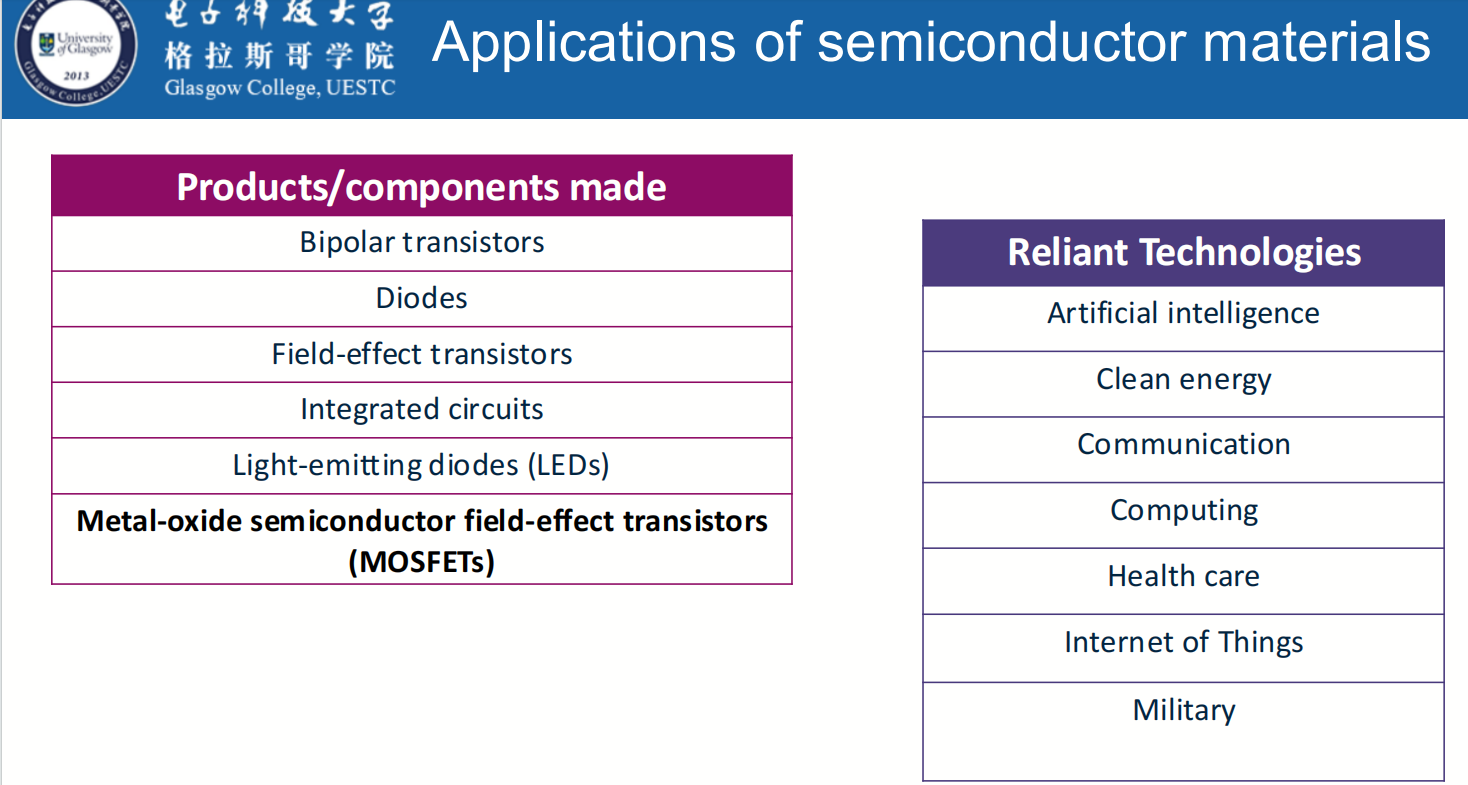 University
of Glasgow
2013
Glasgow College, UESTC
电子科技大学
格拉斯哥学院
Glasgow College, UESTC
Applications of semiconductor materials
Products/components made
Bipolar transistors
Diodes
Field-effect transistors
Integrated circuits
Light-emitting diodes (LEDs)
Metal-oxide semiconductor field-effect transistors
(MOSFETs)
Reliant Technologies
Artificial intelligence
Clean energy
Communication
Computing
Health care
Internet of Things
Military